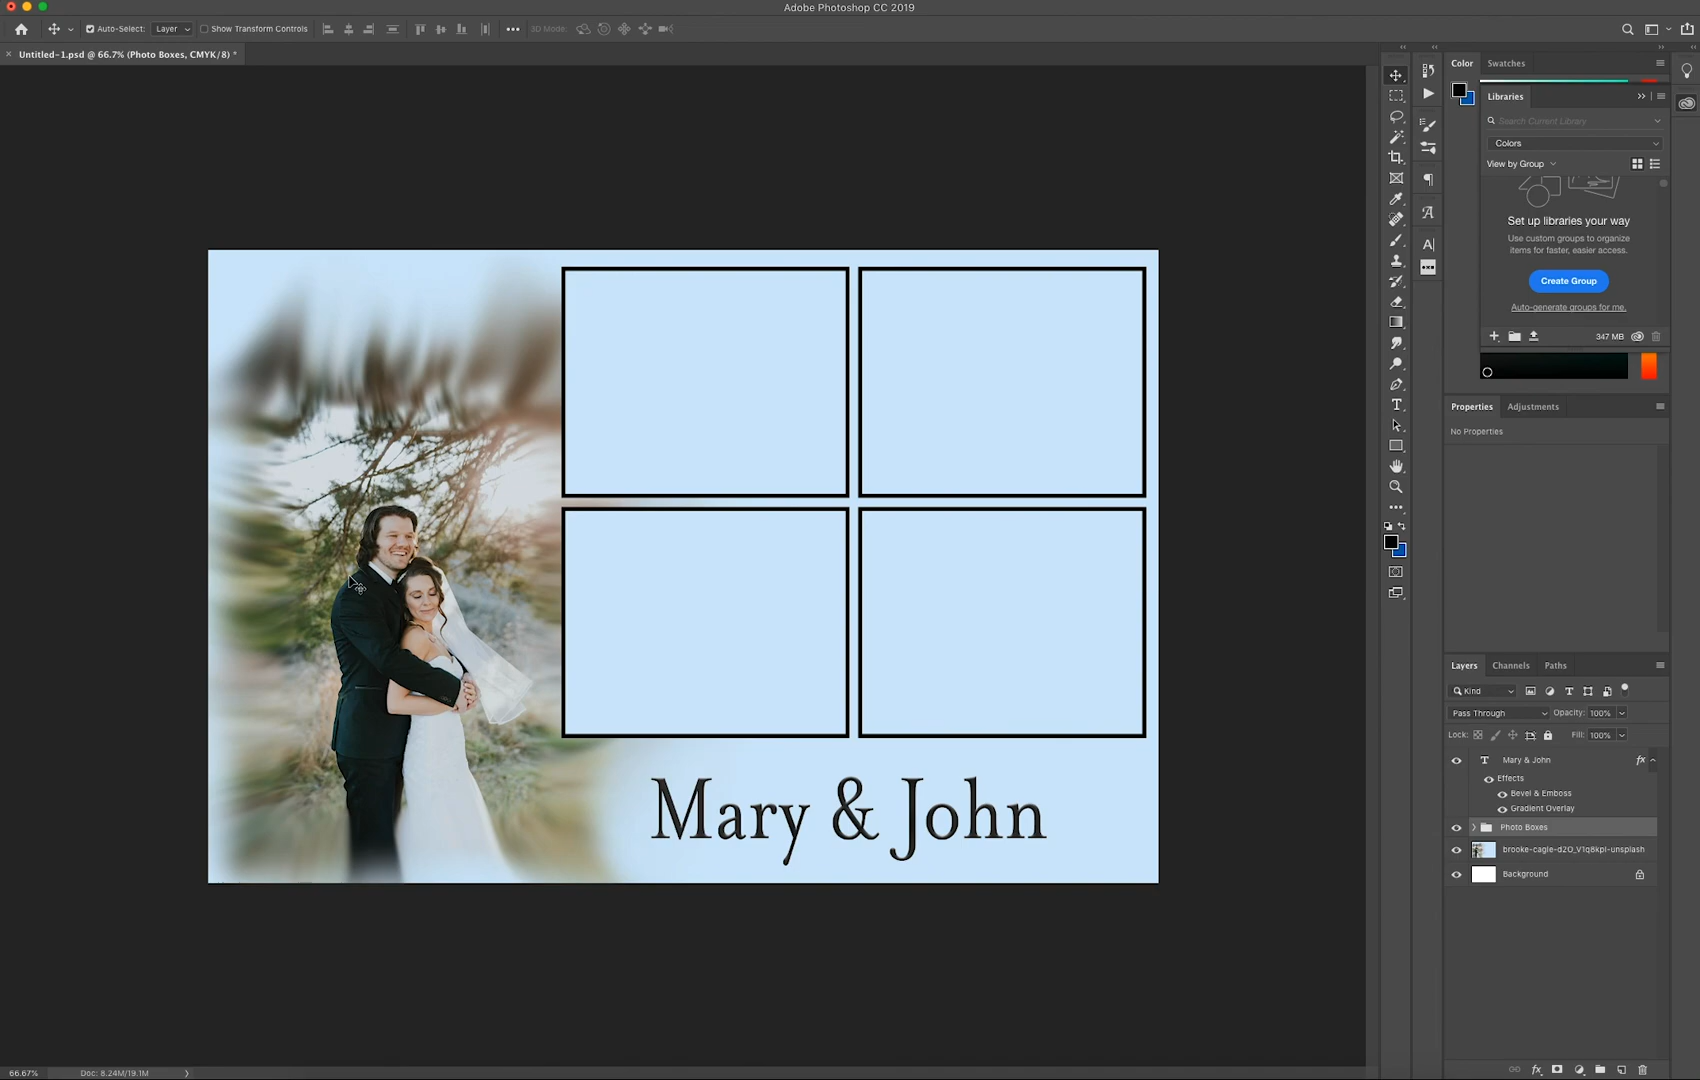 Adobe Photoshop CC 2019
Auto-Select: Layer Show Transform Controls 3D Mode:
Untitled-1.psd @ 66.7% (Photo Boxes, CMYK/8) *
Color Swatches
Libraries
Search Current Library
Colors
View by Group
Set up libraries your way
Use custom groups to organize
items for faster, easier access.
Create Group
Auto-generate groups for me.
347 MB
Properties Adjustments
No Properties
Mary & John
Layers Channels Paths
Kind
Pass Through Opacity: 100%
Lock: Fill: 100%
Mary & John fx
Effects
Bevel & Emboss
Gradient Overlay
Photo Boxes
brooke-cagle-d2O_V1q8kpI-unsplash
Background
66.67% Doc: 8.24M/19.1M
fx